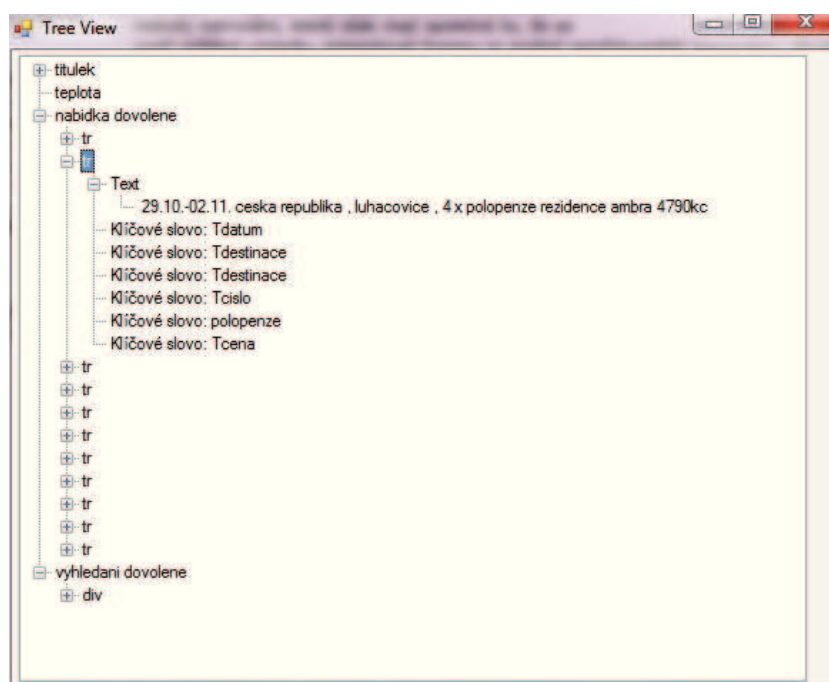 Tree View
titulek
teplota
nabidka dovolene
tr
tr
Text
29.10.-02.11. ceska republika , luhacovice , 4 x polopenze rezidence ambra 4790kc
Klíčové slovo: Tdatum
Klíčové slovo: Tdestinace
Klíčové slovo: Tdestinace
Klíčové slovo: Tcislo
Klíčové slovo: polopenze
Klíčové slovo: Tcena
tr
tr
tr
tr
tr
tr
tr
tr
tr
vyhledani dovolene
div